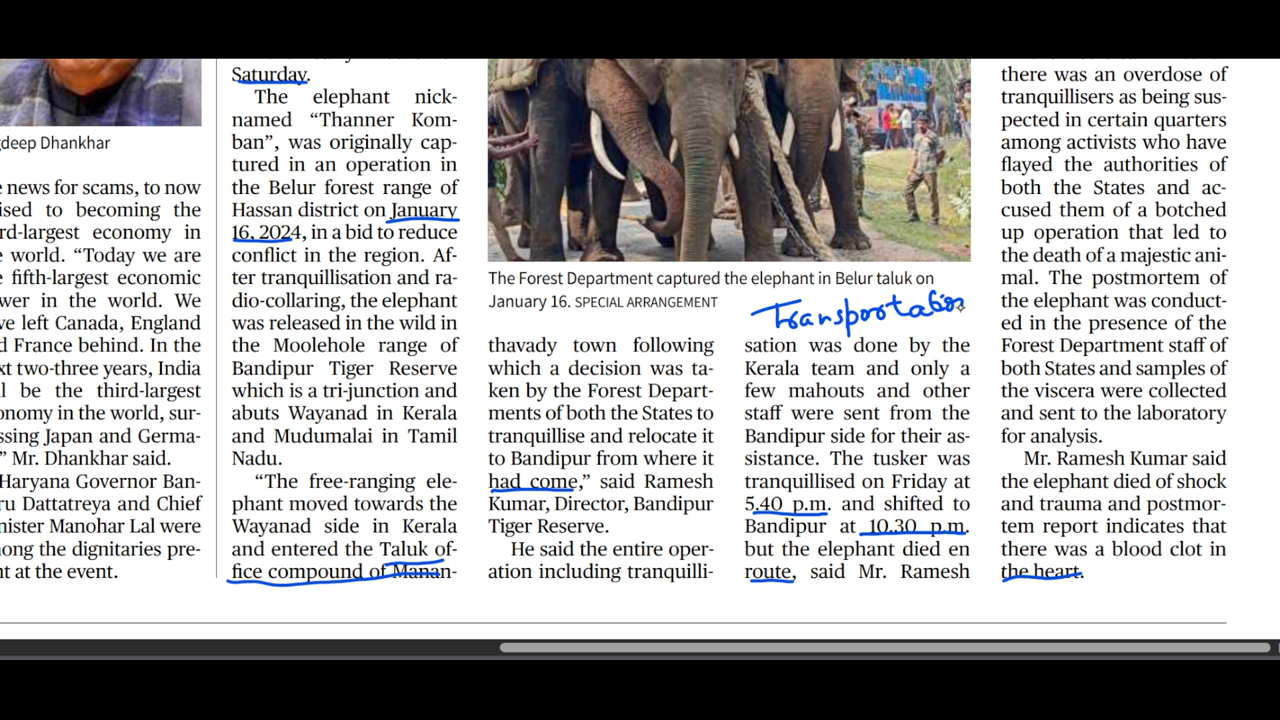 gdeep Dhankhar
e news for scams, to now
ised to becoming the
rd-largest economy in
e world. “Today we are
e fifth-largest economic
wer in the world. We
ve left Canada, England
d France behind. In the
xt two-three years, India
ll be the third-largest
onomy in the world, sur-
ssing Japan and Germa-
” Mr. Dhankhar said.
Haryana Governor Ban-
ru Dattatreya and Chief
nister Manohar Lal were
ong the dignitaries pre-
nt at the event.
Saturday.
The elephant nick-
named “Thanner Kom-
ban”, was originally cap-
tured in an operation in
the Belur forest range of
Hassan district on January
16, 2024, in a bid to reduce
conflict in the region. Af-
ter tranquillisation and ra-
dio-collaring, the elephant
was released in the wild in
the Moolehole range of
Bandipur Tiger Reserve
which is a tri-junction and
abuts Wayanad in Kerala
and Mudumalai in Tamil
Nadu.
“The free-ranging ele-
phant moved towards the
Wayanad side in Kerala
and entered the Taluk of-
fice compound of Manan-
The Forest Department captured the elephant in Belur taluk on
January 16. SPECIAL ARRANGEMENT
thavady town following
which a decision was ta-
ken by the Forest Depart-
ments of both the States to
tranquillise and relocate it
to Bandipur from where it
had come,” said Ramesh
Kumar, Director, Bandipur
Tiger Reserve.
He said the entire oper-
ation including tranquilli-
Transportation
sation was done by the
Kerala team and only a
few mahouts and other
staff were sent from the
Bandipur side for their as-
sistance. The tusker was
tranquillised on Friday at
5.40 p.m. and shifted to
Bandipur at 10.30 p.m.
but the elephant died en
route, said Mr. Ramesh
there was an overdose of
tranquillisers as being sus-
pected in certain quarters
among activists who have
flayed the authorities of
both the States and ac-
cused them of a botched
up operation that led to
the death of a majestic ani-
mal. The postmortem of
the elephant was conduct-
ed in the presence of the
Forest Department staff of
both States and samples of
the viscera were collected
and sent to the laboratory
for analysis.
Mr. Ramesh Kumar said
the elephant died of shock
and trauma and postmor-
tem report indicates that
there was a blood clot in
the heart.